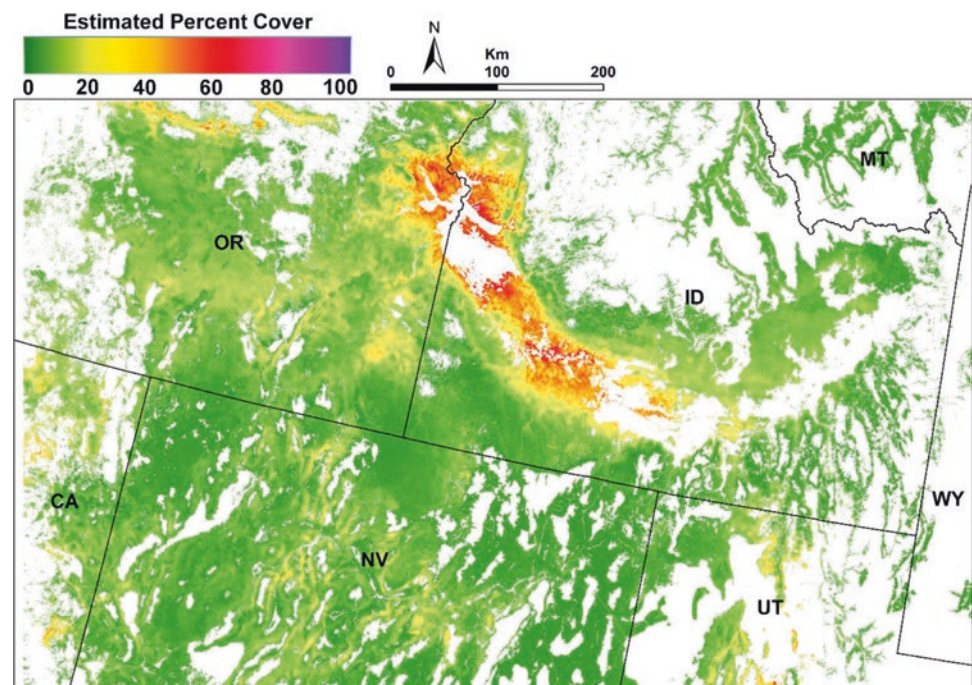 Estimated Percent Cover
0 20 40 60 80 100
N
Km
0 100 200
MT
OR
ID
CA
WY
NV
UT